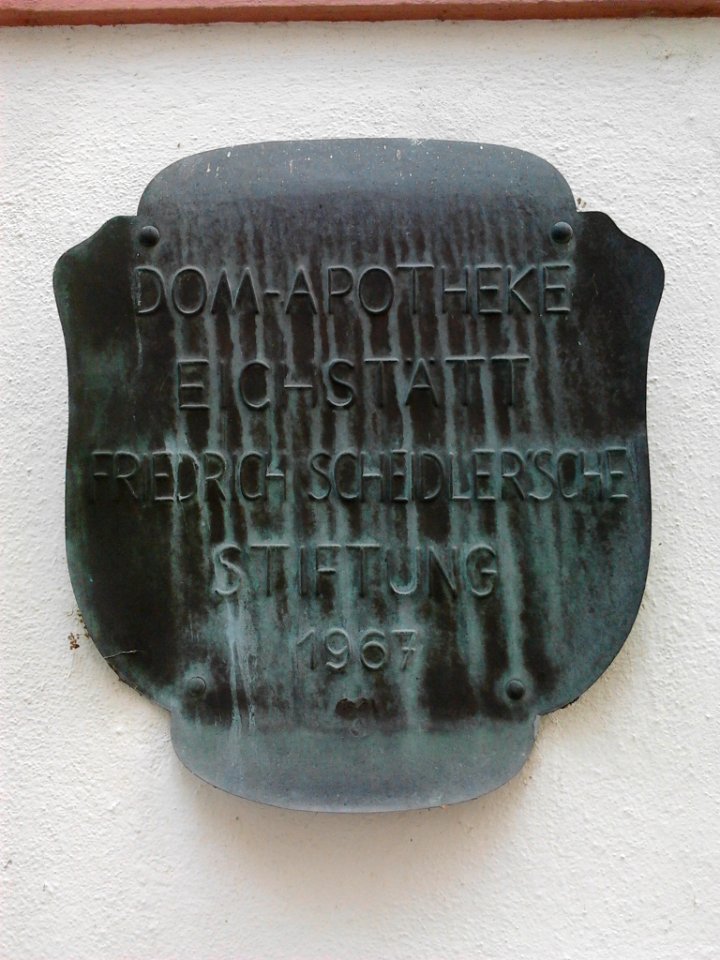 DOM-APOTHEKE
EICHSTÄTT
FRIEDRICH SCHEIDLER'SCHE
STIFTUNG
1967